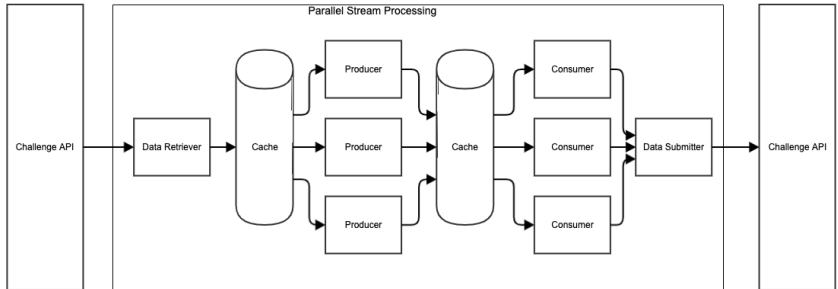 Parallel Stream Processing
Challenge API
Data Retriever
Cache
Producer
Producer
Producer
Cache
Consumer
Consumer
Consumer
Data Submitter
Challenge API